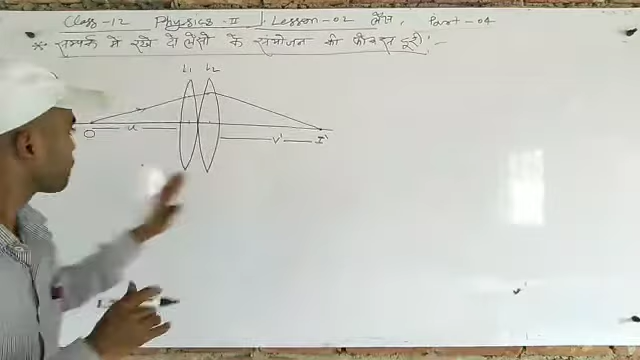 Class-12 Physics-II Lesson-02 लेंस, Part-04
** सम्पर्क में रखे दो लेंसों के संयोजन की फोकस दूरी :-
L₁ L₂
O u v' I'